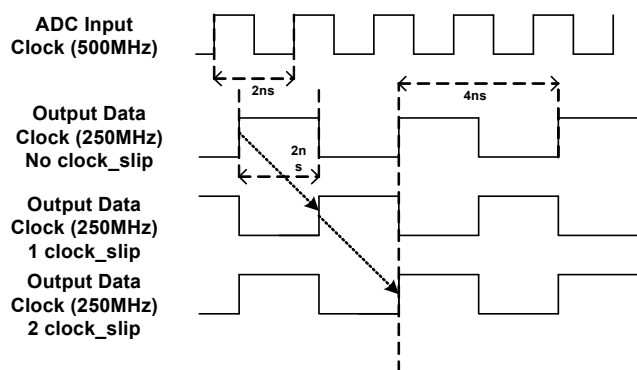 ADC Input
Clock (500MHz)
2ns
4ns
Output Data
Clock (250MHz)
No clock_slip
2n
s
Output Data
Clock (250MHz)
1 clock_slip
Output Data
Clock (250MHz)
2 clock_slip